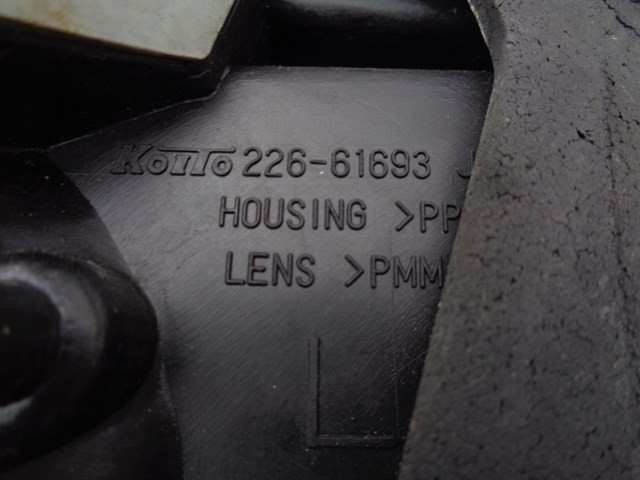 KOITO 226-61693 J
HOUSING >PP
LENS >PMM
L